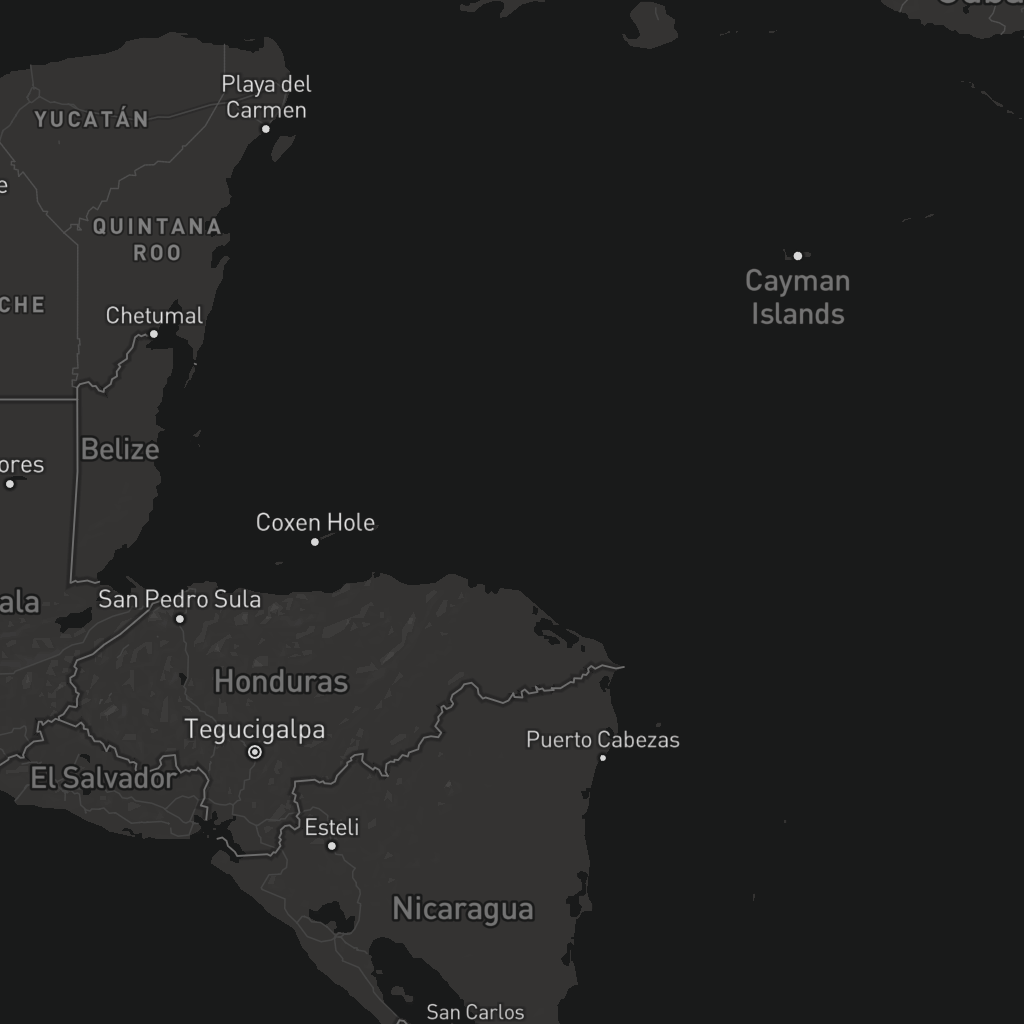 Playa del
Carmen
YUCATÁN
QUINTANA
ROO
Cayman
Islands
CHE
Chetumal
Belize
ores
Coxen Hole
San Pedro Sula
ala
Honduras
Tegucigalpa
Puerto Cabezas
El Salvador
Esteli
Nicaragua
San Carlos